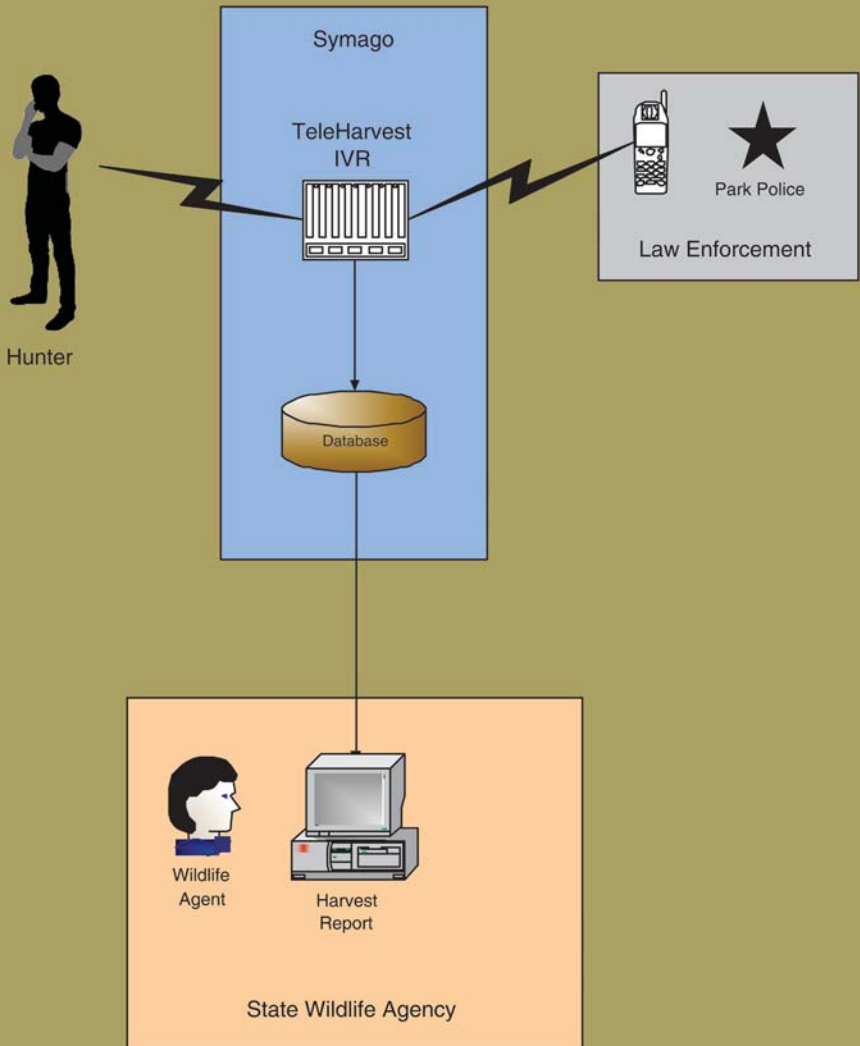 Symago
TeleHarvest
IVR
Park Police
Law Enforcement
Hunter
Database
Wildlife
Agent
Harvest
Report
State Wildlife Agency